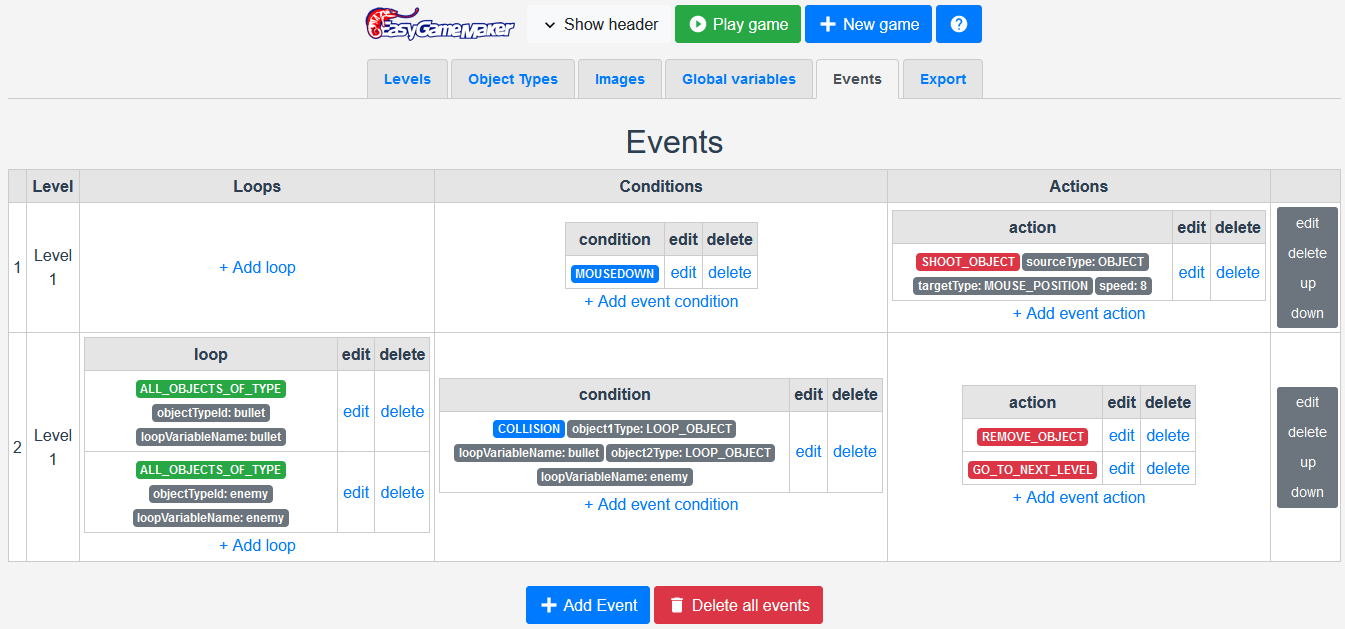 EasyGameMaker
Show header
Play game
New game
?
Levels
Object Types
Images
Global variables
Events
Export
Events
Level
Loops
Conditions
Actions
1
Level
1
+ Add loop
condition
edit
delete
MOUSEDOWN
edit
delete
+ Add event condition
action
edit
delete
SHOOT_OBJECT sourceType: OBJECT
targetType: MOUSE_POSITION speed: 8
edit
delete
+ Add event action
edit
delete
up
down
2
Level
1
loop
edit
delete
ALL_OBJECTS_OF_TYPE
objectTypeId: bullet
loopVariableName: bullet
edit
delete
ALL_OBJECTS_OF_TYPE
objectTypeId: enemy
loopVariableName: enemy
edit
delete
+ Add loop
condition
edit
delete
COLLISION object1Type: LOOP_OBJECT
loopVariableName: bullet object2Type: LOOP_OBJECT
loopVariableName: enemy
edit
delete
+ Add event condition
action
edit
delete
REMOVE_OBJECT
edit
delete
GO_TO_NEXT_LEVEL
edit
delete
+ Add event action
edit
delete
up
down
+ Add Event
Delete all events